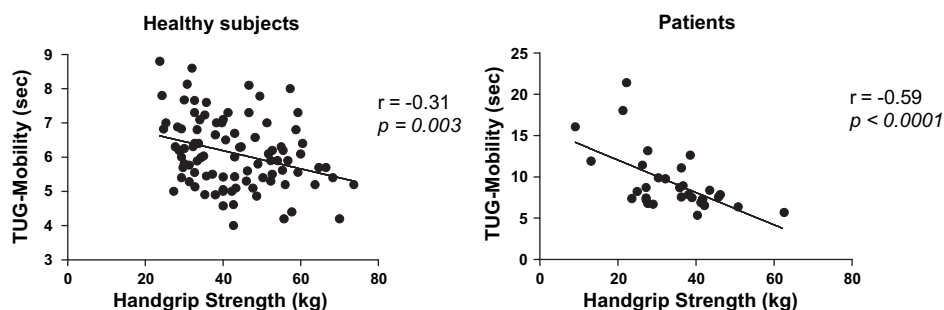 Healthy subjects
TUG-Mobility (sec)
9
8
7
6
5
4
3
0
20
40
60
80
Handgrip Strength (kg)
r = -0.31
p = 0.003
Patients
TUG-Mobility (sec)
25
20
15
10
5
0
0
20
40
60
80
Handgrip Strength (kg)
r = -0.59
p < 0.0001